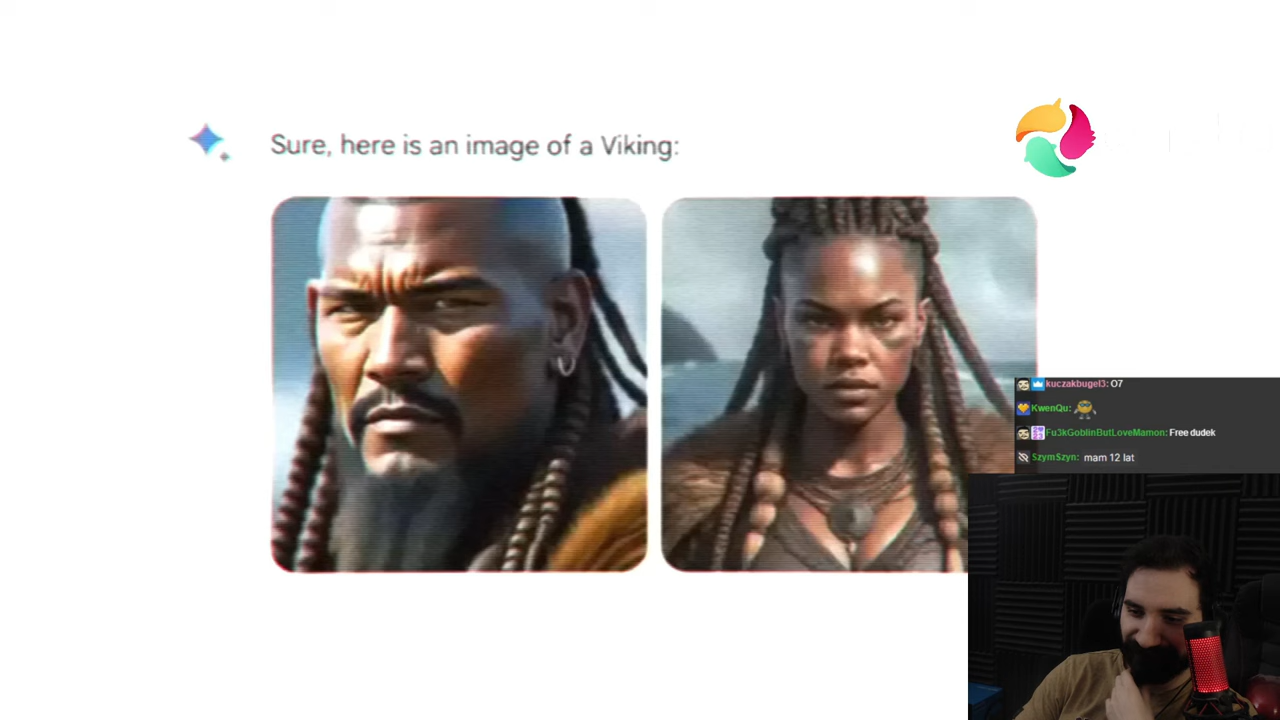 Sure, here is an image of a Viking:
kuczakbugel3: O7
KwenQu:
Fu3kGoblinButLoveMamon: Free dudek
SzymSzyn: mam 12 lat